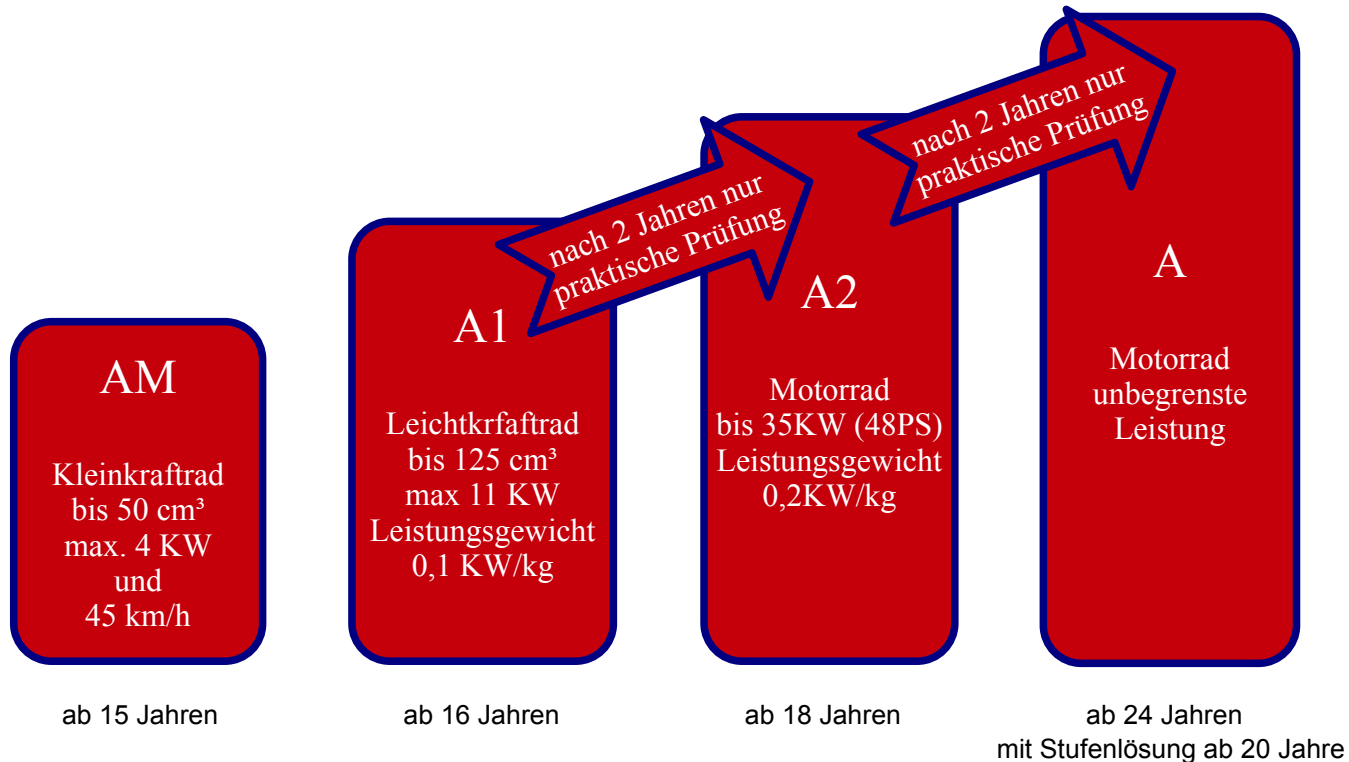 AM
Kleinkraftrad
bis 50 cm³
max. 4 KW
und
45 km/h
ab 15 Jahren
A1
Leichtkrfaftrad
bis 125 cm³
max 11 KW
Leistungsgewicht
0,1 KW/kg
ab 16 Jahren
nach 2 Jahren nur
praktische Prüfung
A2
Motorrad
bis 35KW (48PS)
Leistungsgewicht
0,2KW/kg
ab 18 Jahren
nach 2 Jahren nur
praktische Prüfung
A
Motorrad
unbegrenste
Leistung
ab 24 Jahren
mit Stufenlösung ab 20 Jahre